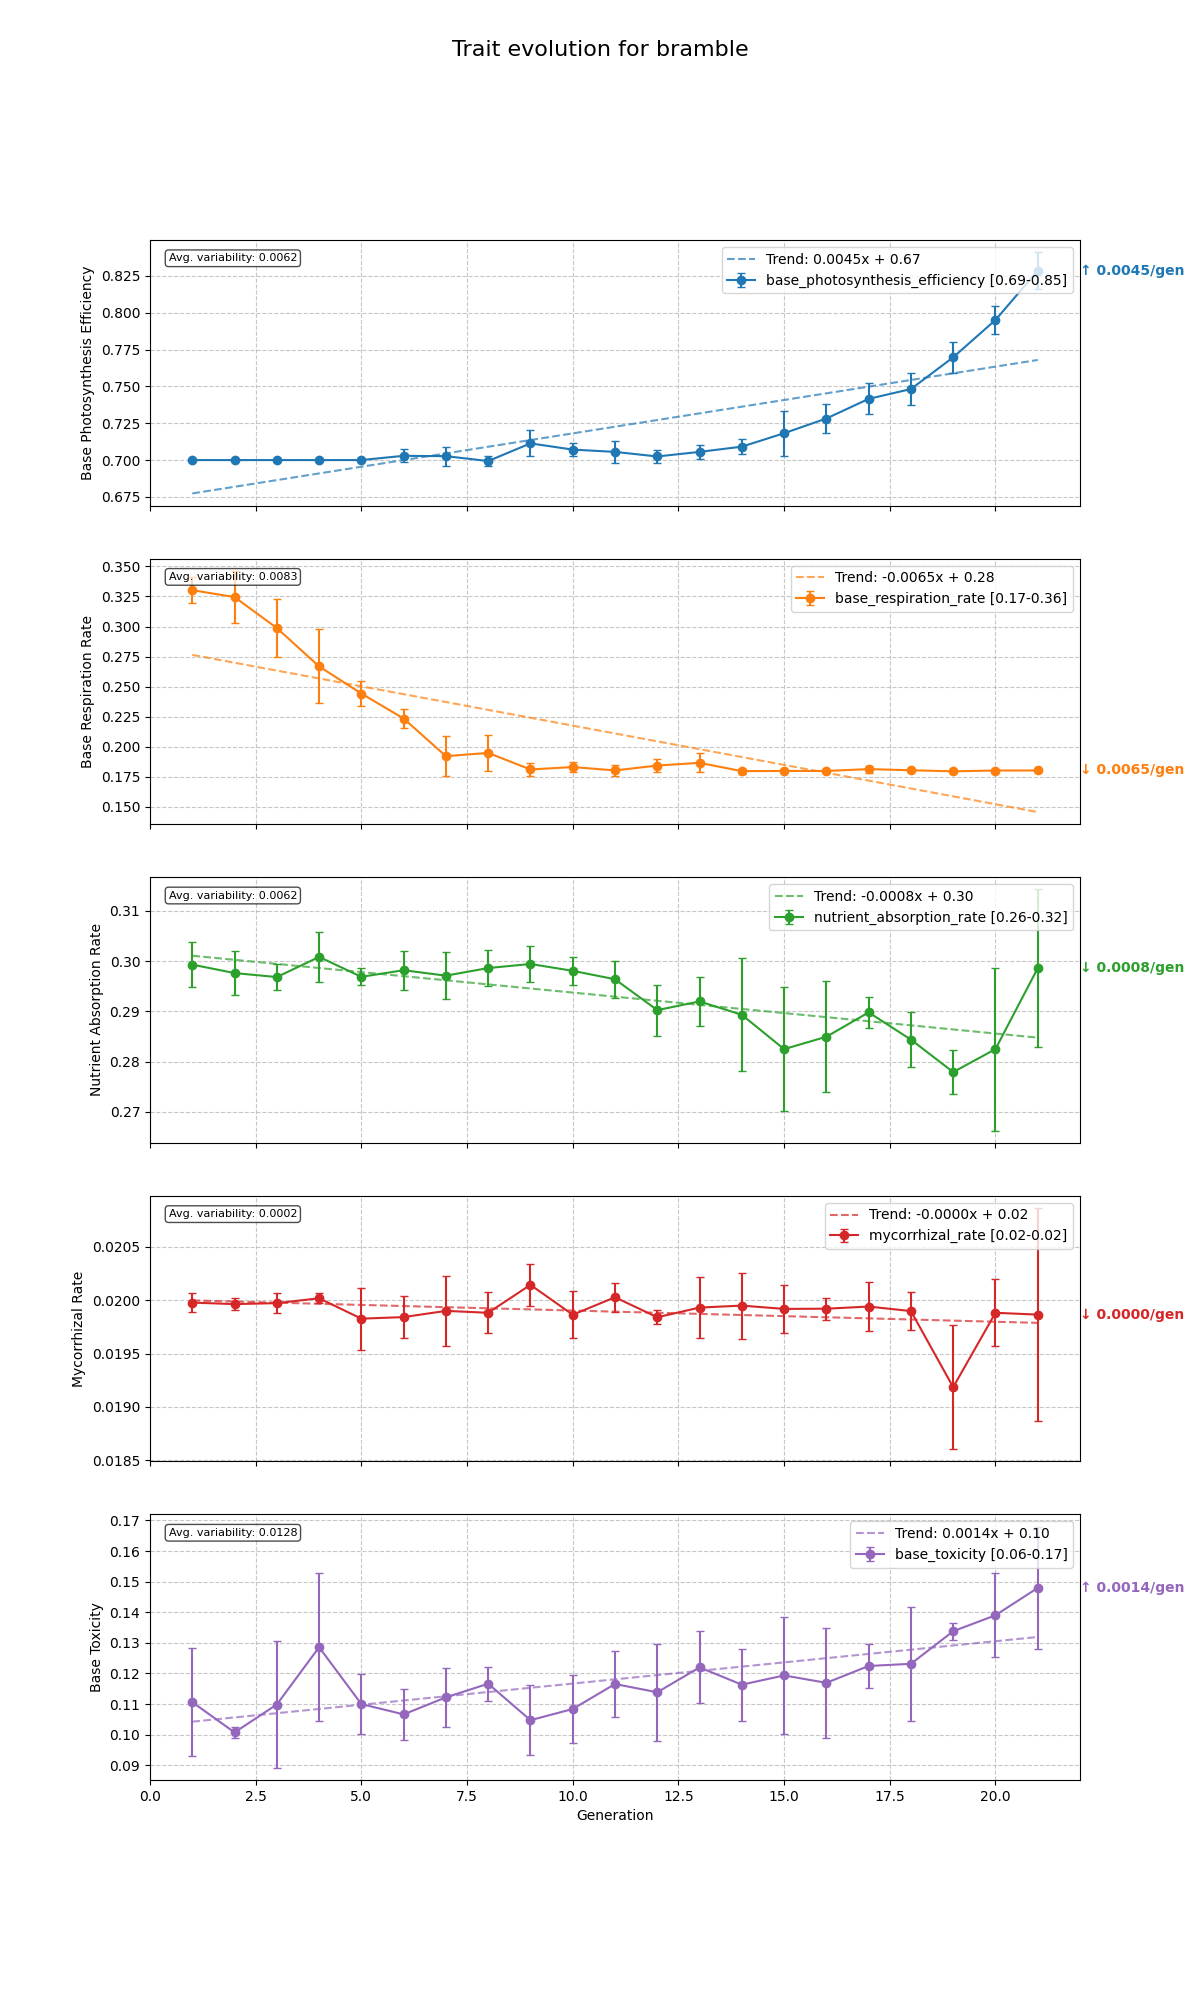 Trait evolution for bramble
Avg. variability: 0.0062
Trend: 0.0045x + 0.67
base_photosynthesis_efficiency [0.69-0.85]
↑ 0.0045/gen
Base Photosynthesis Efficiency
0.825
0.800
0.775
0.750
0.725
0.700
0.675
Avg. variability: 0.0083
Trend: -0.0065x + 0.28
base_respiration_rate [0.17-0.36]
↓ 0.0065/gen
Base Respiration Rate
0.350
0.325
0.300
0.275
0.250
0.225
0.200
0.175
0.150
Avg. variability: 0.0062
Trend: -0.0008x + 0.30
nutrient_absorption_rate [0.26-0.32]
↓ 0.0008/gen
Nutrient Absorption Rate
0.31
0.30
0.29
0.28
0.27
Avg. variability: 0.0002
Trend: -0.0000x + 0.02
mycorrhizal_rate [0.02-0.02]
↓ 0.0000/gen
Mycorrhizal Rate
0.0205
0.0200
0.0195
0.0190
0.0185
Avg. variability: 0.0128
Trend: 0.0014x + 0.10
base_toxicity [0.06-0.17]
↑ 0.0014/gen
Base Toxicity
0.17
0.16
0.15
0.14
0.13
0.12
0.11
0.10
0.09
0.0 2.5 5.0 7.5 10.0 12.5 15.0 17.5 20.0
Generation